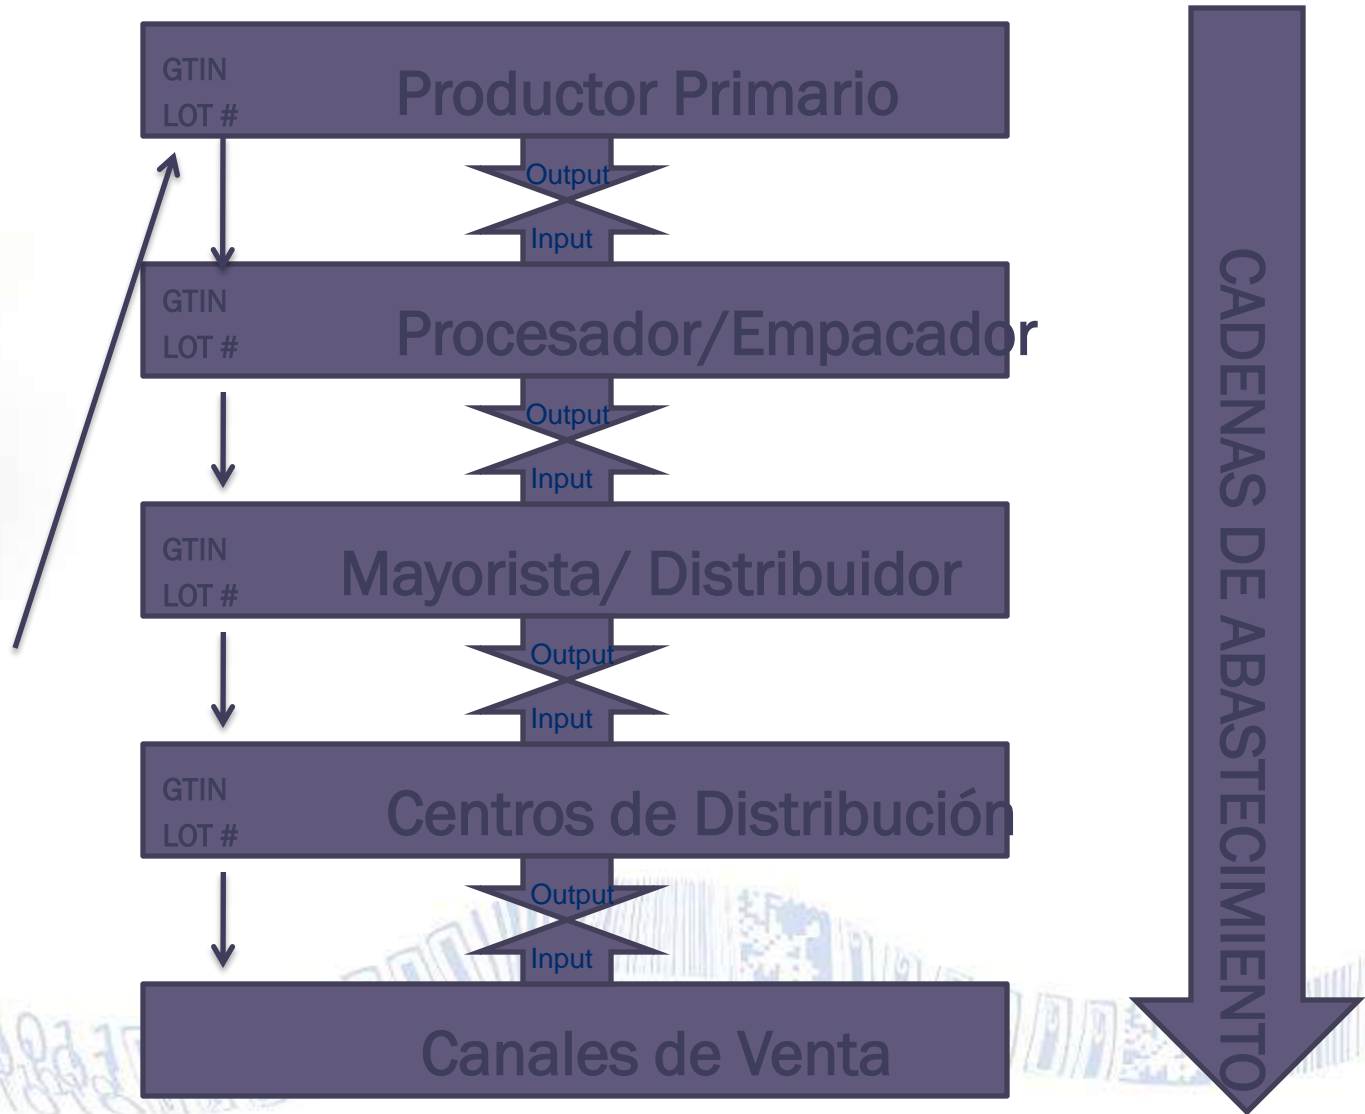 GTIN
LOT #
Productor Primario
Output
Input
GTIN
LOT #
Procesador/Empacador
Output
Input
GTIN
LOT #
Mayorista/ Distribuidor
Output
Input
GTIN
LOT #
Centros de Distribución
Output
Input
Canales de Venta
CADENAS DE ABASTECIMIENTO